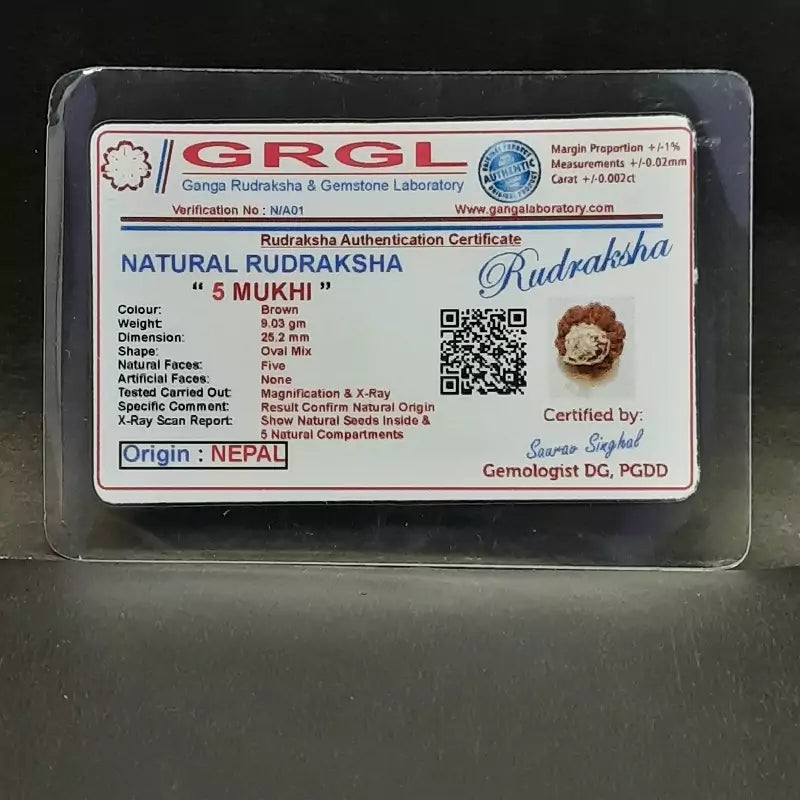 GRGL
Ganga Rudraksha & Gemstone Laboratory
AUTHENTIC
Margin Proportion +/-1%
Measurements +/-0.02mm
Carat +/-0.002ct
Verification No : N/A01
Www.gangalaboratory.com
Rudraksha Authentication Certificate
NATURAL RUDRAKSHA
“ 5 MUKHI ”
Rudraksha
Colour: Brown
Weight: 9.03 gm
Dimension: 25.2 mm
Shape: Oval Mix
Natural Faces: Five
Artificial Faces: None
Tested Carried Out: Magnification & X-Ray
Specific Comment: Result Confirm Natural Origin
X-Ray Scan Report: Show Natural Seeds Inside &
5 Natural Compartments
Origin : NEPAL
Certified by:
Saurav Singhal
Gemologist DG, PGDD